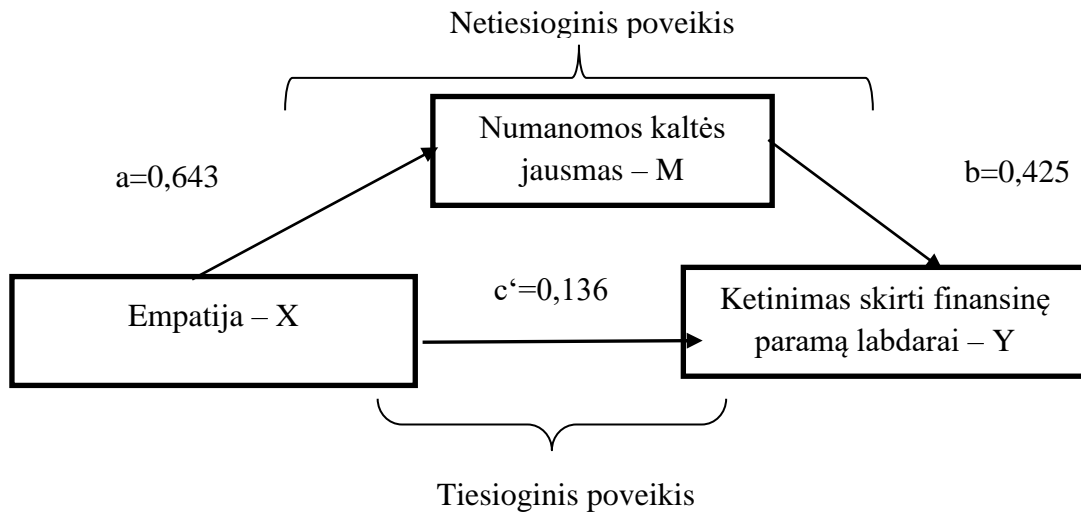 Netiesioginis poveikis
Numanomos kaltės
jausmas – M
a=0,643
b=0,425
c‘=0,136
Empatija – X
Ketinimas skirti finansinę
paramą labdarai – Y
Tiesioginis poveikis